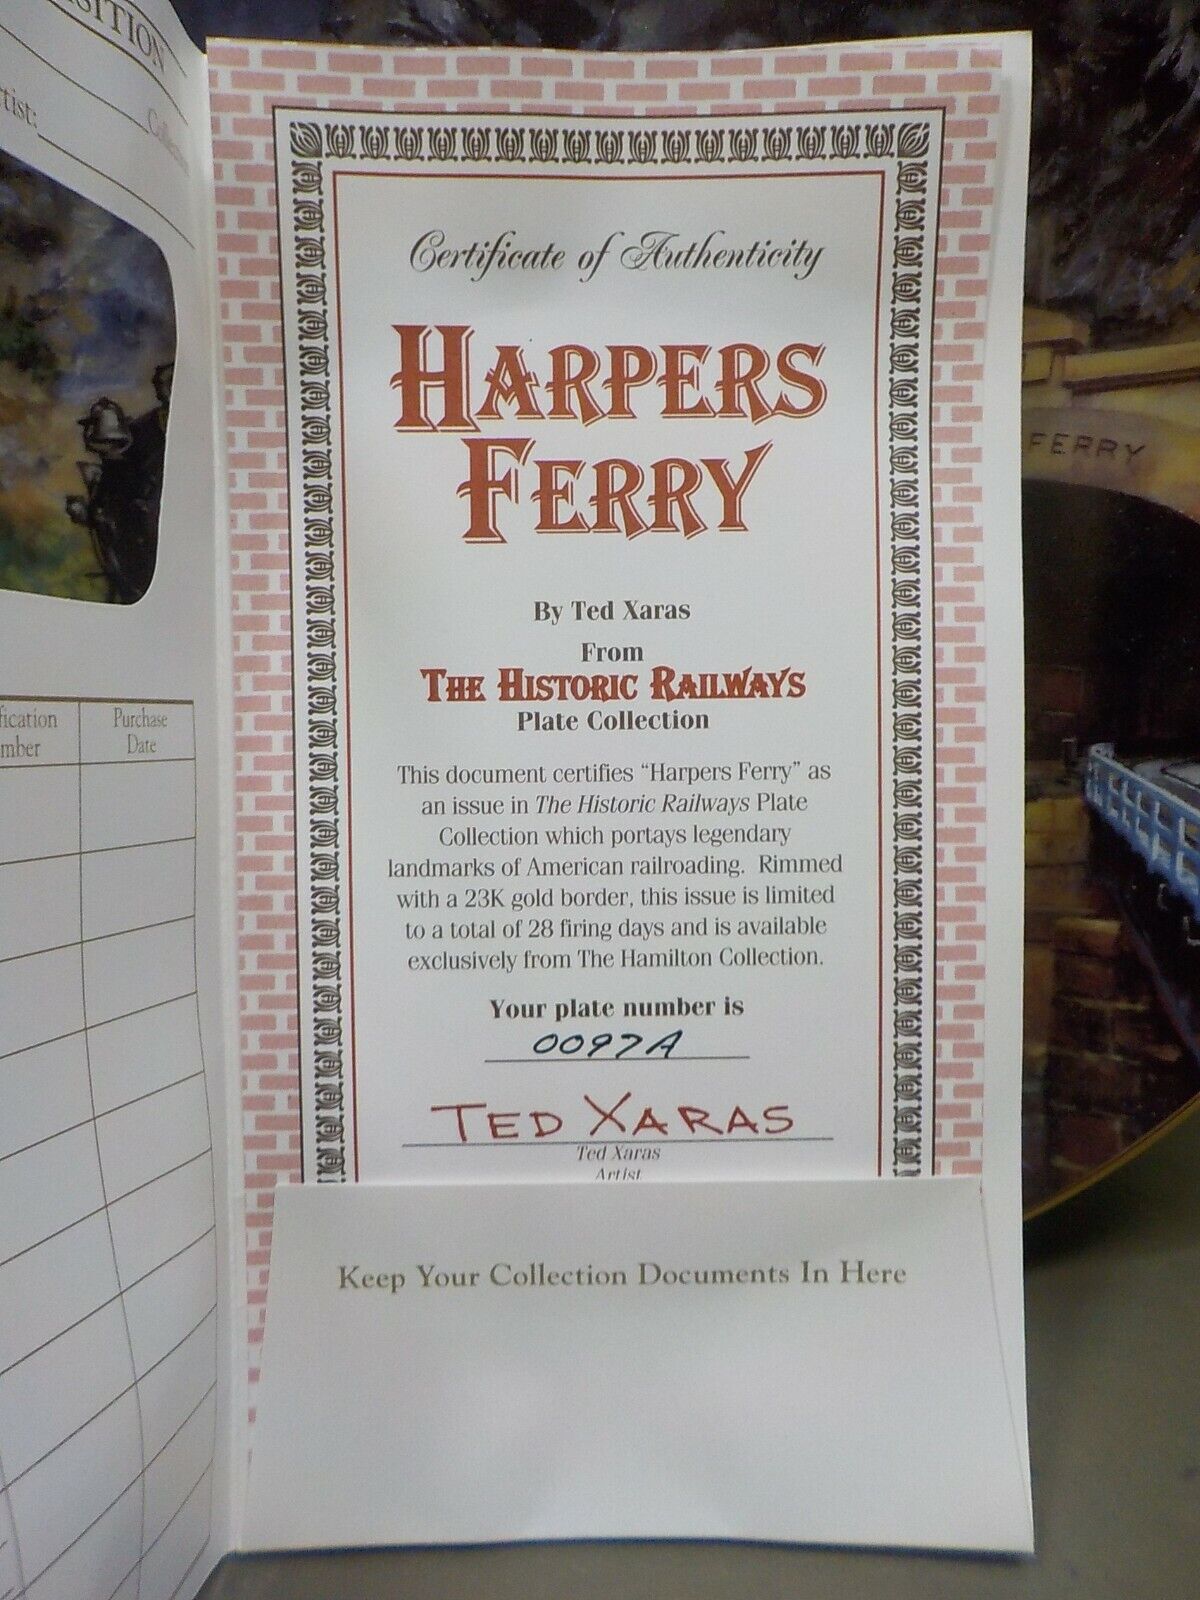 Certificate of Authenticity
HARPERS
FERRY
By Ted Xaras
From
THE HISTORIC RAILWAYS
Plate Collection
This document certifies “Harpers Ferry” as
an issue in The Historic Railways Plate
Collection which portays legendary
landmarks of American railroading. Rimmed
with a 23K gold border, this issue is limited
to a total of 28 firing days and is available
exclusively from The Hamilton Collection.
Your plate number is
0097A
TED XARAS
Ted Xaras
Artist
Keep Your Collection Documents In Here
Collection
Purchase
Date
FERRY